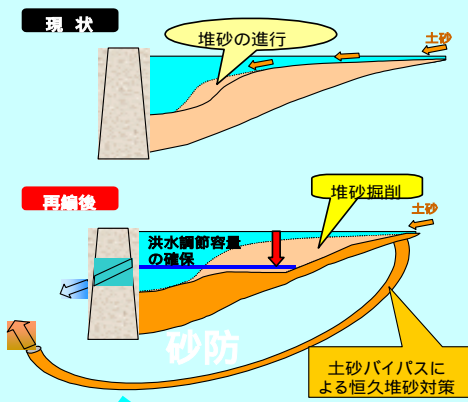 現 状
堆砂の進行
土砂
再編後
堆砂掘削
土砂
洪水調節容量
の確保
砂防
土砂バイパスに
よる恒久堆砂対策